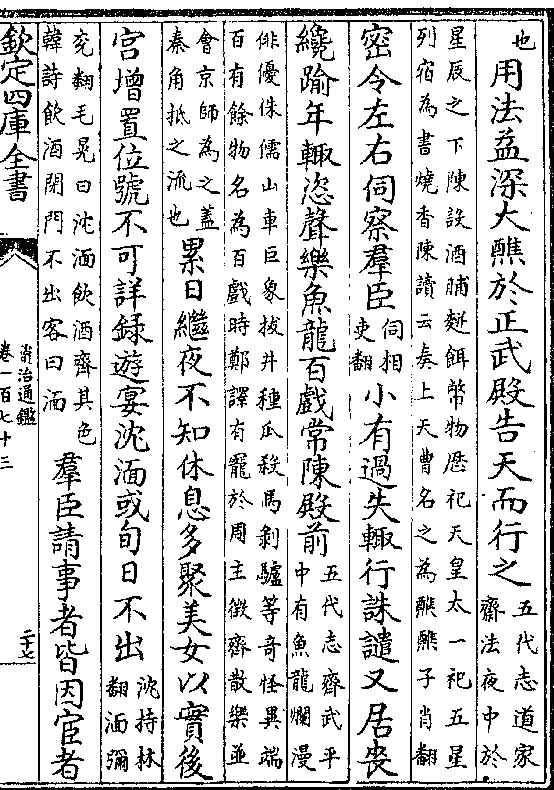 也 用法益深大醮於正武殿告天而行之 五代志道家
齋法夜中於
星辰之下陳設酒脯麫餌幣物歷祀天皇太一祀五星
列宿為書燒香陳讀云奏上天曹名之為醮醮子肖翻
密令左右伺察羣臣 伺相
吏翻 小有過失輒行誅譴又居喪
纔踰年輒恣聲樂魚龍百戲常陳殿前 五代志齊武平
中有魚龍爛漫
俳優侏儒山車巨象拔井種瓜殺馬剥驢等奇怪異端
百有餘物名為百戲時鄭譯有寵於周主徵齊散樂並
會京師為之蓋
秦角抵之流也 累日繼夜不知休息多聚美女以實後
宫增置位號不可詳録遊宴沈湎或旬日不出 沈持林
翻湎彌
兖翻毛晃曰沈湎飲酒齊其色
韓詩飲酒閉門不出客曰湎 羣臣請事者皆因宦者
欽定四庫全書
資治通鑑
卷一百七十三
二十七